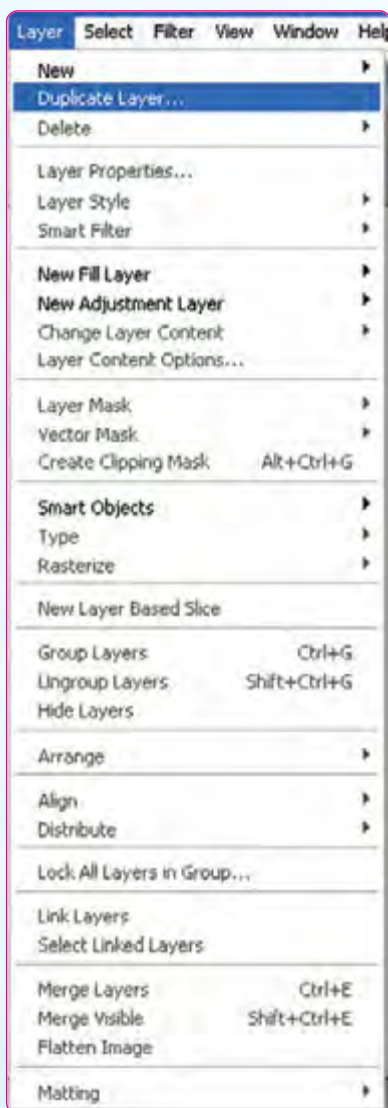 Layer Select Filter View Window Help
New
Duplicate Layer...
Delete
Layer Properties...
Layer Style
Smart Filter
New Fill Layer
New Adjustment Layer
Change Layer Content
Layer Content Options...
Layer Mask
Vector Mask
Create Clipping Mask Alt+Ctrl+G
Smart Objects
Type
Rasterize
New Layer Based Slice
Group Layers Ctrl+G
Ungroup Layers Shift+Ctrl+G
Hide Layers
Arrange
Align
Distribute
Lock All Layers in Group...
Link Layers
Select Linked Layers
Merge Layers Ctrl+E
Merge Visible Shift+Ctrl+E
Flatten Image
Matting